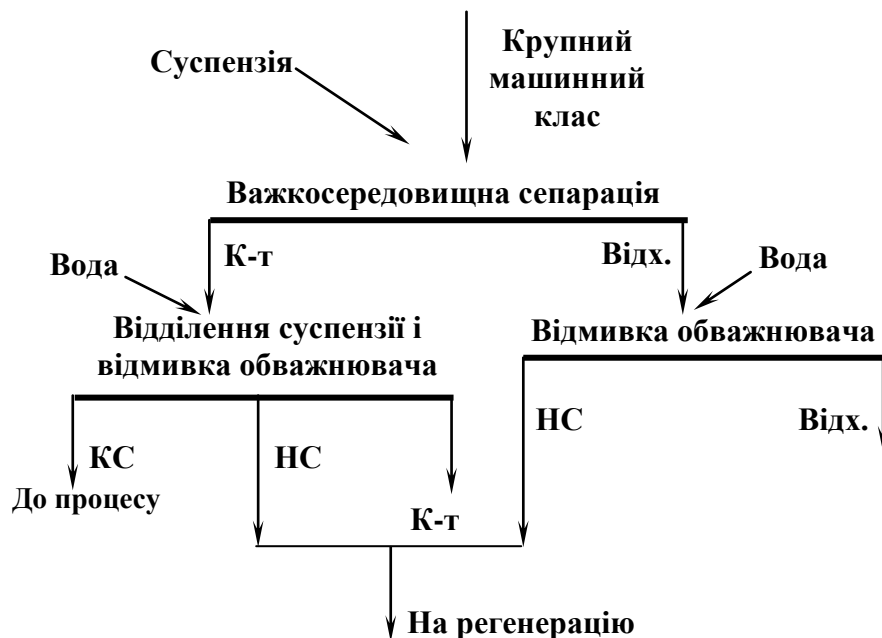 Суспензія
Крупний
машинний
клас
Важкосередовищна сепарація
К-т
Відх.
Вода
Вода
Відділення суспензії і
відмивка обважнювача
Відмивка обважнювача
КС
НС
НС
Відх.
До процесу
К-т
На регенерацію